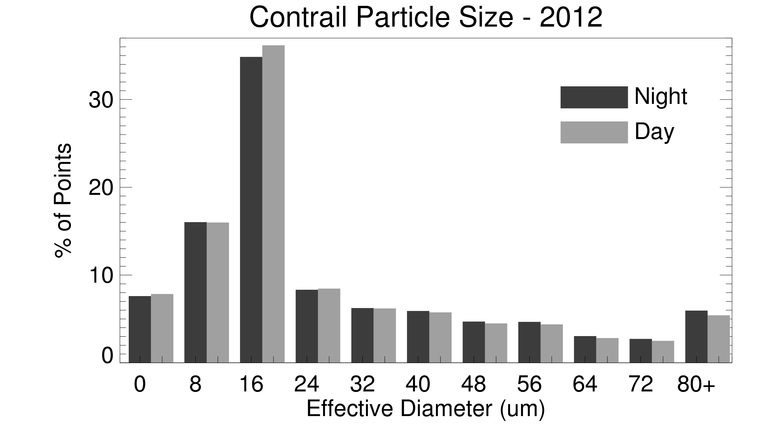 Contrail Particle Size - 2012
% of Points
30
20
10
0
Night
Day
0 8 16 24 32 40 48 56 64 72 80+
Effective Diameter (um)